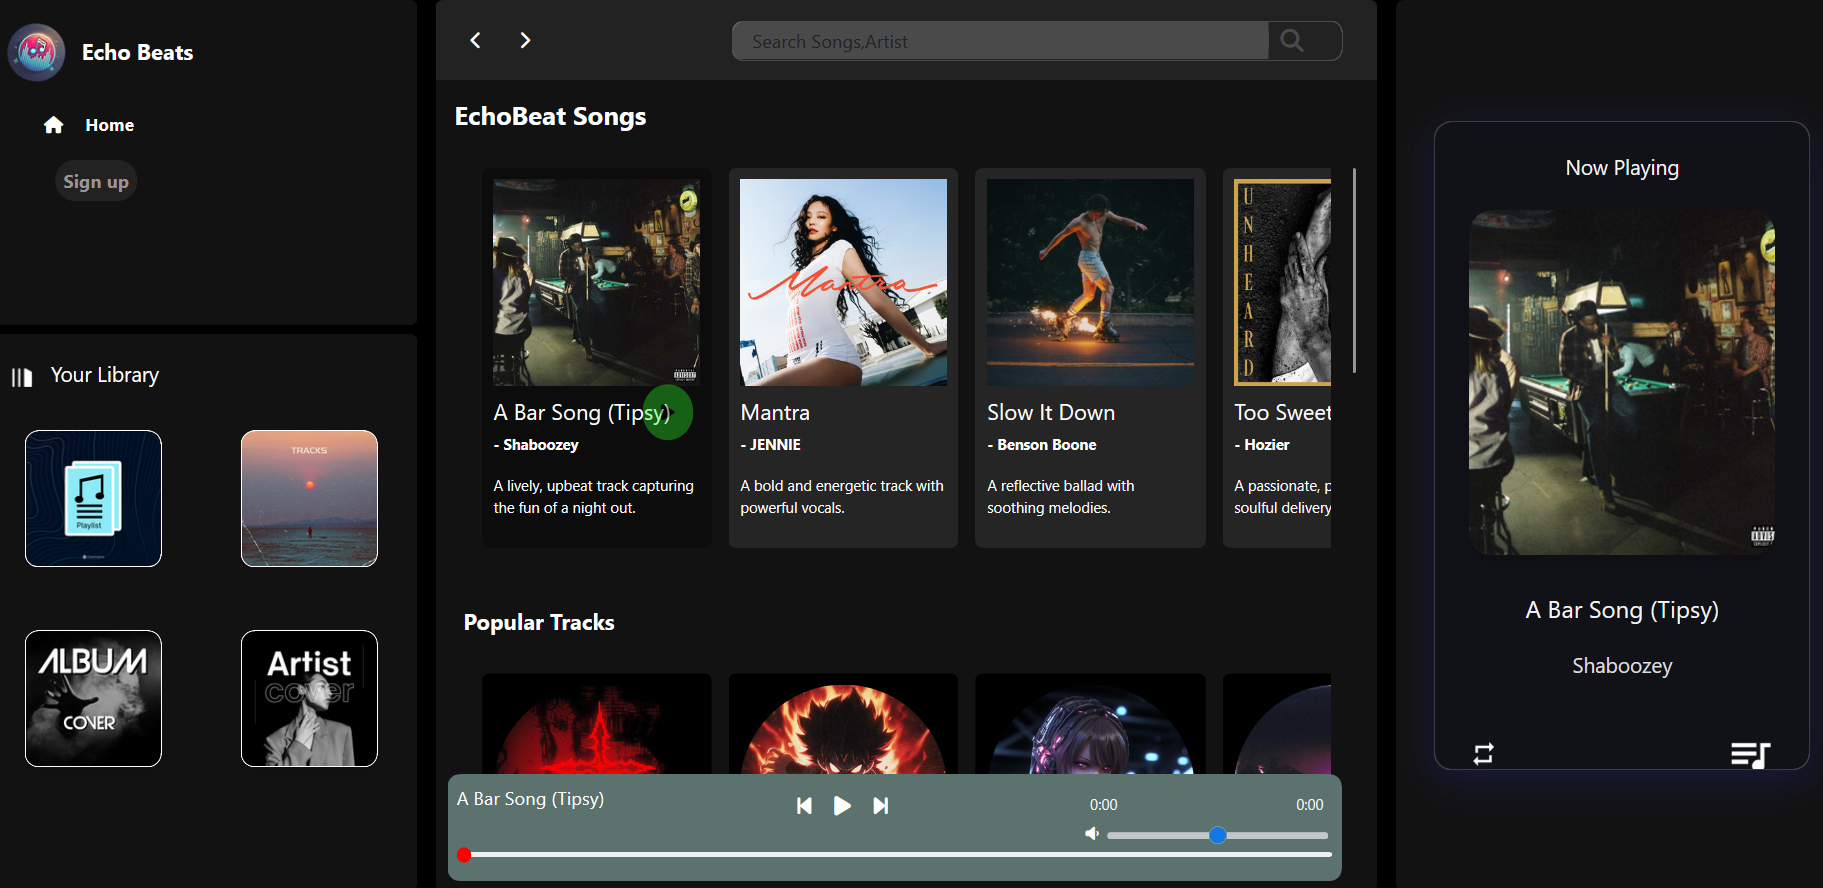 Echo Beats
Home
Sign up
Your Library
Playlist
TRACKS
ALBUM
COVER
Artist
cover
Search Songs,Artist
EchoBeat Songs
A Bar Song (Tipsy)
- Shaboozey
A lively, upbeat track capturing
the fun of a night out.
Mantra
Mantra
- JENNIE
A bold and energetic track with
powerful vocals.
Slow It Down
- Benson Boone
A reflective ballad with
soothing melodies.
UNHEARD
Too Sweet
- Hozier
A passionate, p
soulful delivery
Popular Tracks
A Bar Song (Tipsy)
0:00
0:00
Now Playing
A Bar Song (Tipsy)
Shaboozey